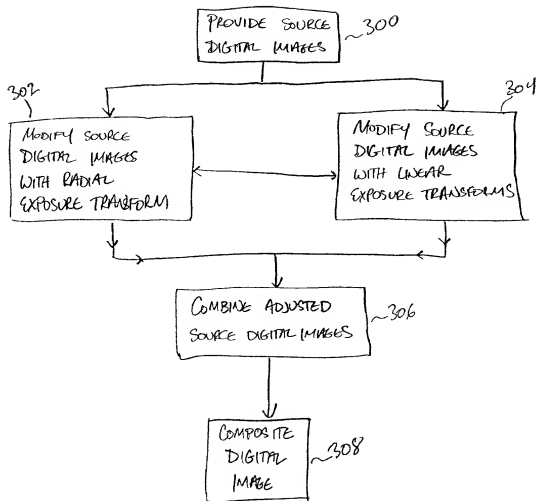 PROVIDE SOURCE
DIGITAL IMAGES
300
302
MODIFY SOURCE
DIGITAL IMAGES
WITH RADIAL
EXPOSURE TRANSFORM
304
MODIFY SOURCE
DIGITAL IMAGES
WITH LINEAR
EXPOSURE TRANSFORMS
COMBINE ADJUSTED
SOURCE DIGITAL IMAGES
306
COMPOSITE
DIGITAL
IMAGE
308